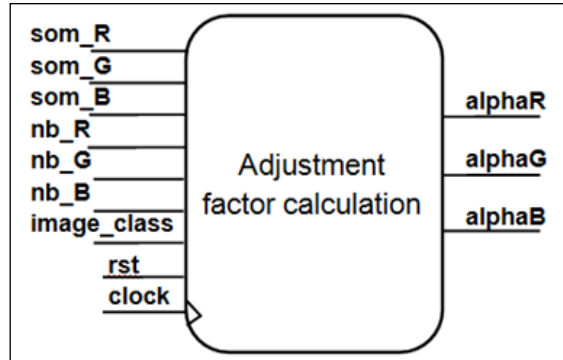 som_R
som_G
som_B
nb_R
nb_G
nb_B
image_class
rst
clock
Adjustment
factor calculation
alphaR
alphaG
alphaB